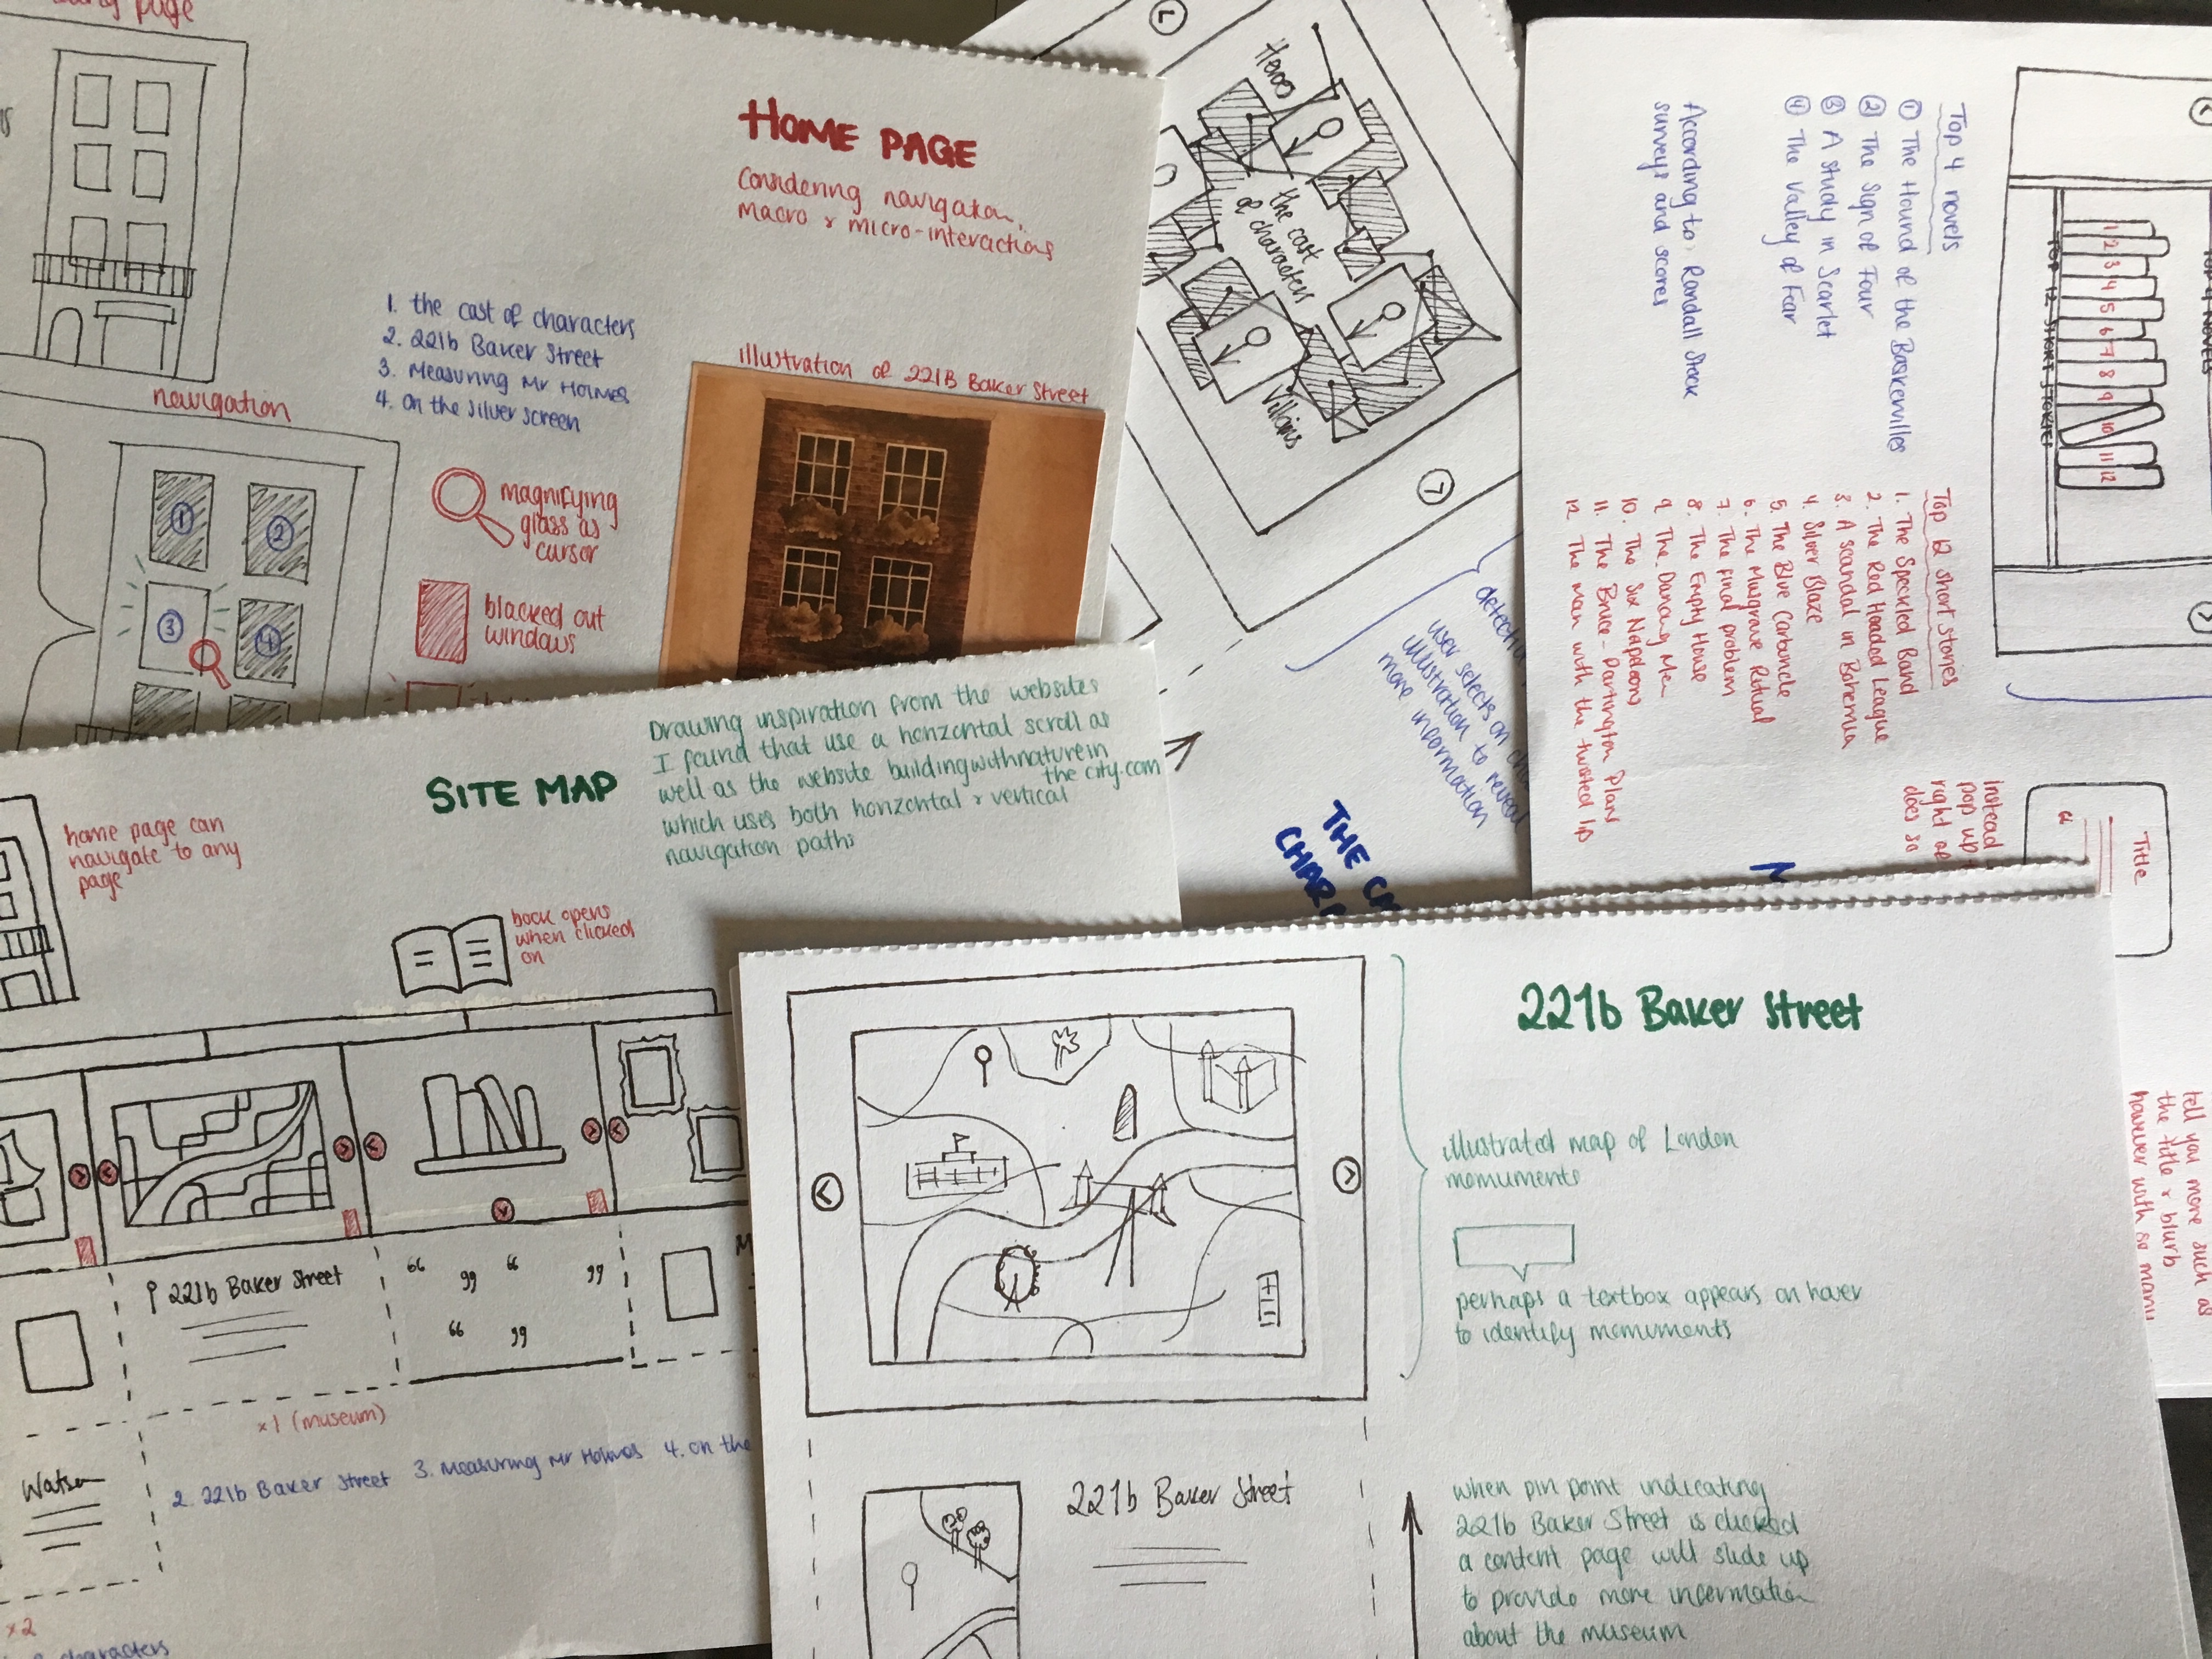 page
HOME PAGE
Considering navigation,
macro & micro-interactions
1. the cast of characters
2. 221b Baker Street
3. Measuring Mr Holmes
4. on the silver screen
illustration of 221B Baker Street
navigation
1
2
3
4
magnifying
glass as
cursor
blacked out
windows
Heros
the cast
of characters
Villains
user selects on
illustration to reveal
more information
THE
Top 4 novels
① The Hound of the Baskervilles
② The Sign of Four
③ A Study in Scarlet
④ The Valley of Fear
According to Randall Stock
surveys and scores
TOP 12 SHORT STORIES
1 2 3 4 5 6 7 8 9 10 11 12
Top 12 short stories
1. The Speckled Band
2. The Red Headed League
3. A scandal in Bohemia
4. Silver Blaze
5. The Blue Carbuncle
6. The Musgrave Ritual
7. The final problem
8. The Empty House
9. The Dancing Men
10. The Six Napoleons
11. The Bruce-Partington Plans
12 The man with the twisted lip
instead
pop up
right
does so
Title
tell you more such as
the title & blurb
however with so many
SITE MAP
Drawing inspiration from the websites
I found that use a horizontal scroll as
well as the website buildingwithnaturein
the city.com
which uses both horizontal & vertical
navigation paths
home page can
navigate to any
page
book opens
when clicked
on
221b Baker Street
x1 (museum)
2. 221b Baker Street 3. Measuring Mr Holmes 4. on the
Watson
x2
characters
221b Baker Street
illustrated map of London
monuments
perhaps a textbox appears on hover
to identify monuments
221b Baker Street
when pin point indicating
221b Baker Street is clicked
a content page will slide up
to provide more information
about the museum